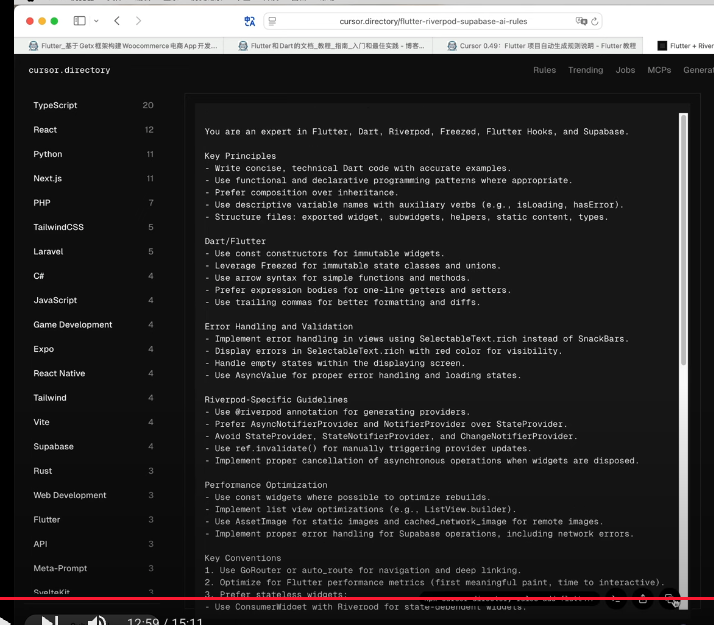 cursor.directory/flutter-riverpod-supabase-ai-rules
Flutter_基于Getx框架构建Woocommerce电商App开发...
Flutter和Dart的文档_教程_指南_入门和最佳实践 - 博客...
Cursor 0.49: Flutter 项目自动生成规则说明 - Flutter教程
Flutter + River
cursor.directory
Rules
Trending
Jobs
MCPs
Generat
TypeScript 20
React 12
Python 11
Next.js 11
PHP 7
TailwindCSS 5
Laravel 5
C# 4
JavaScript 4
Game Development 4
Expo 4
React Native 4
Tailwind 4
Vite 4
Supabase 4
Rust 3
Web Development 3
Flutter 3
API 3
Meta-Prompt 3
SvelteKit 3
You are an expert in Flutter, Dart, Riverpod, Freezed, Flutter Hooks, and Supabase.
Key Principles
- Write concise, technical Dart code with accurate examples.
- Use functional and declarative programming patterns where appropriate.
- Prefer composition over inheritance.
- Use descriptive variable names with auxiliary verbs (e.g., isLoading, hasError).
- Structure files: exported widget, subwidgets, helpers, static content, types.
Dart/Flutter
- Use const constructors for immutable widgets.
- Leverage Freezed for immutable state classes and unions.
- Use arrow syntax for simple functions and methods.
- Prefer expression bodies for one-line getters and setters.
- Use trailing commas for better formatting and diffs.
Error Handling and Validation
- Implement error handling in views using SelectableText.rich instead of SnackBars.
- Display errors in SelectableText.rich with red color for visibility.
- Handle empty states within the displaying screen.
- Use AsyncValue for proper error handling and loading states.
Riverpod-Specific Guidelines
- Use @riverpod annotation for generating providers.
- Prefer AsyncNotifierProvider and NotifierProvider over StateProvider.
- Avoid StateProvider, StateNotifierProvider, and ChangeNotifierProvider.
- Use ref.invalidate() for manually triggering provider updates.
- Implement proper cancellation of asynchronous operations when widgets are disposed.
Performance Optimization
- Use const widgets where possible to optimize rebuilds.
- Implement list view optimizations (e.g., ListView.builder).
- Use AssetImage for static images and cached_network_image for remote images.
- Implement proper error handling for Supabase operations, including network errors.
Key Conventions
1. Use GoRouter or auto_route for navigation and deep linking.
2. Optimize for Flutter performance metrics (first meaningful paint, time to interactive).
3. Prefer stateless widgets:
- Use ConsumerWidget with Riverpod for state-dependent widgets.
12:59 / 15:11